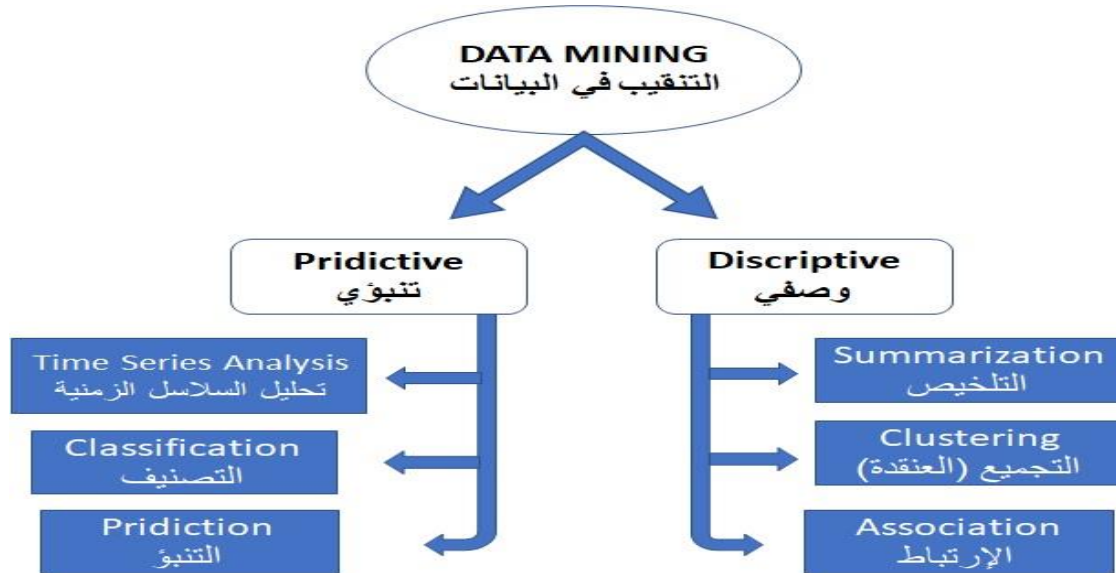 DATA MINING
التنقيب في البيانات
Pridictive
تنبؤي
Discriptive
وصفي
Time Series Analysis
تحليل السلاسل الزمنية
Classification
التصنيف
Pridiction
التنبؤ
Summarization
التلخيص
Clustering
التجميع (العنقدة)
Association
الإرتباط